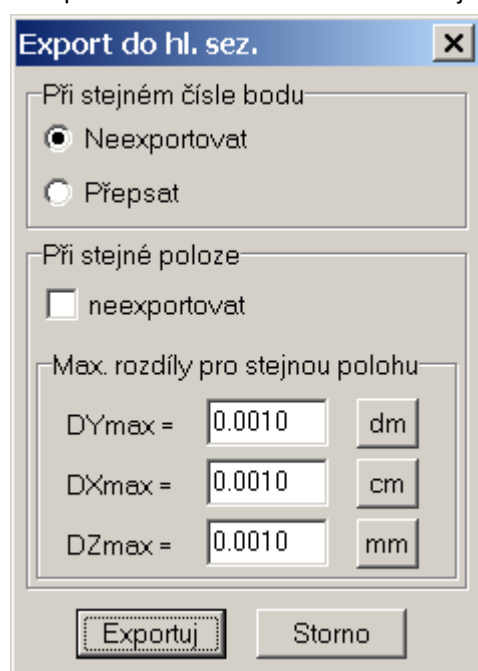 Export do hl. sez.
Při stejném čísle bodu
Neexportovat
Přepsat
Při stejné poloze
neexportovat
Max. rozdíly pro stejnou polohu
DYmax = 0.0010 dm
DXmax = 0.0010 cm
DZmax = 0.0010 mm
Exportuj Storno